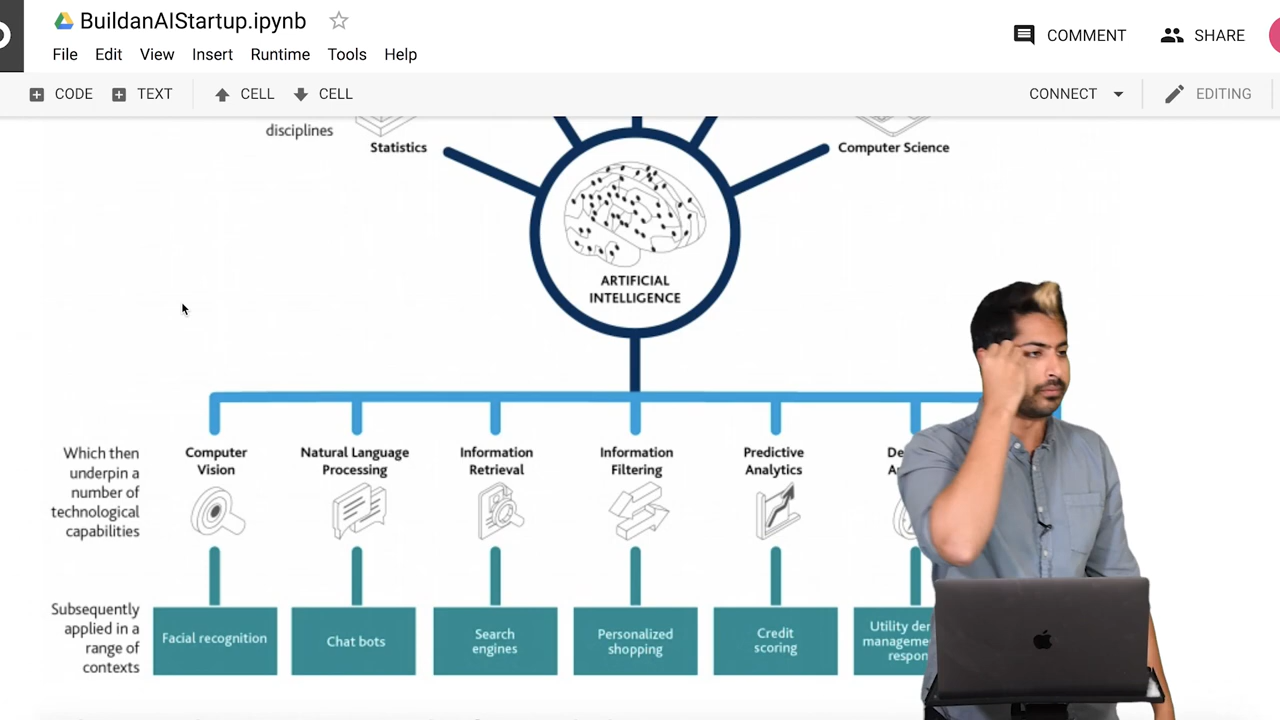 BuildanAIStartup.ipynb
File Edit View Insert Runtime Tools Help
COMMENT
SHARE
CODE TEXT CELL CELL
CONNECT
EDITING
disciplines
Statistics
Computer Science
ARTIFICIAL
INTELLIGENCE
Which then
underpin a
number of
technological
capabilities
Computer
Vision
Natural Language
Processing
Information
Retrieval
Information
Filtering
Predictive
Analytics
Subsequently
applied in a
range of
contexts
Facial recognition
Chat bots
Search
engines
Personalized
shopping
Credit
scoring
Utility